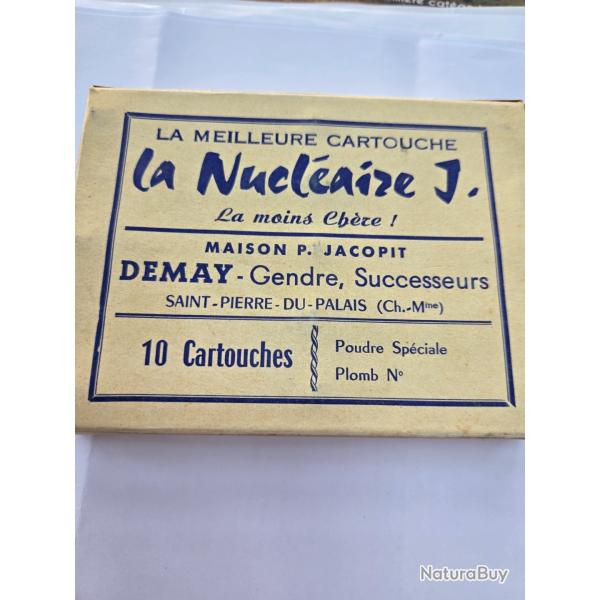 LA MEILLEURE CARTOUCHE
la Nucléaire J.
La moins Chère !
MAISON P. JACOPIT
DEMAY - Gendre, Successeurs
SAINT-PIERRE-DU-PALAIS (Ch.-Mme)
10 Cartouches
Poudre Spéciale
Plomb No
NaturaBuy